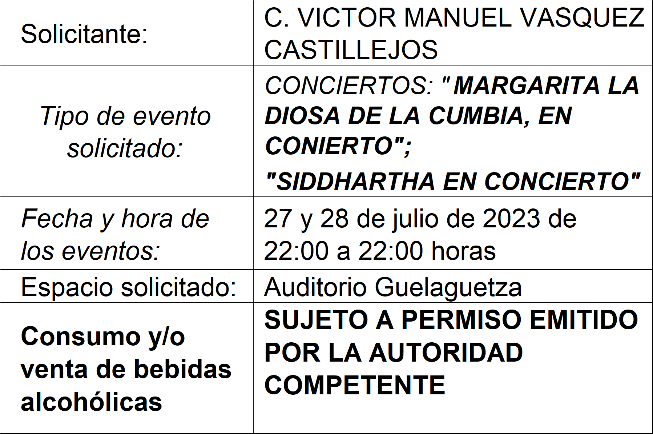 Solicitante:
C. VICTOR MANUEL VASQUEZ
CASTILLEJOS
Tipo de evento
solicitado:
CONCIERTOS: "MARGARITA LA
DIOSA DE LA CUMBIA, EN
CONIERTO";
"SIDDHARTHA EN CONCIERTO"
Fecha y hora de
los eventos:
27 y 28 de julio de 2023 de
22:00 a 22:00 horas
Espacio solicitado:
Auditorio Guelaguetza
Consumo y/o
venta de bebidas
alcohólicas
SUJETO A PERMISO EMITIDO
POR LA AUTORIDAD
COMPETENTE